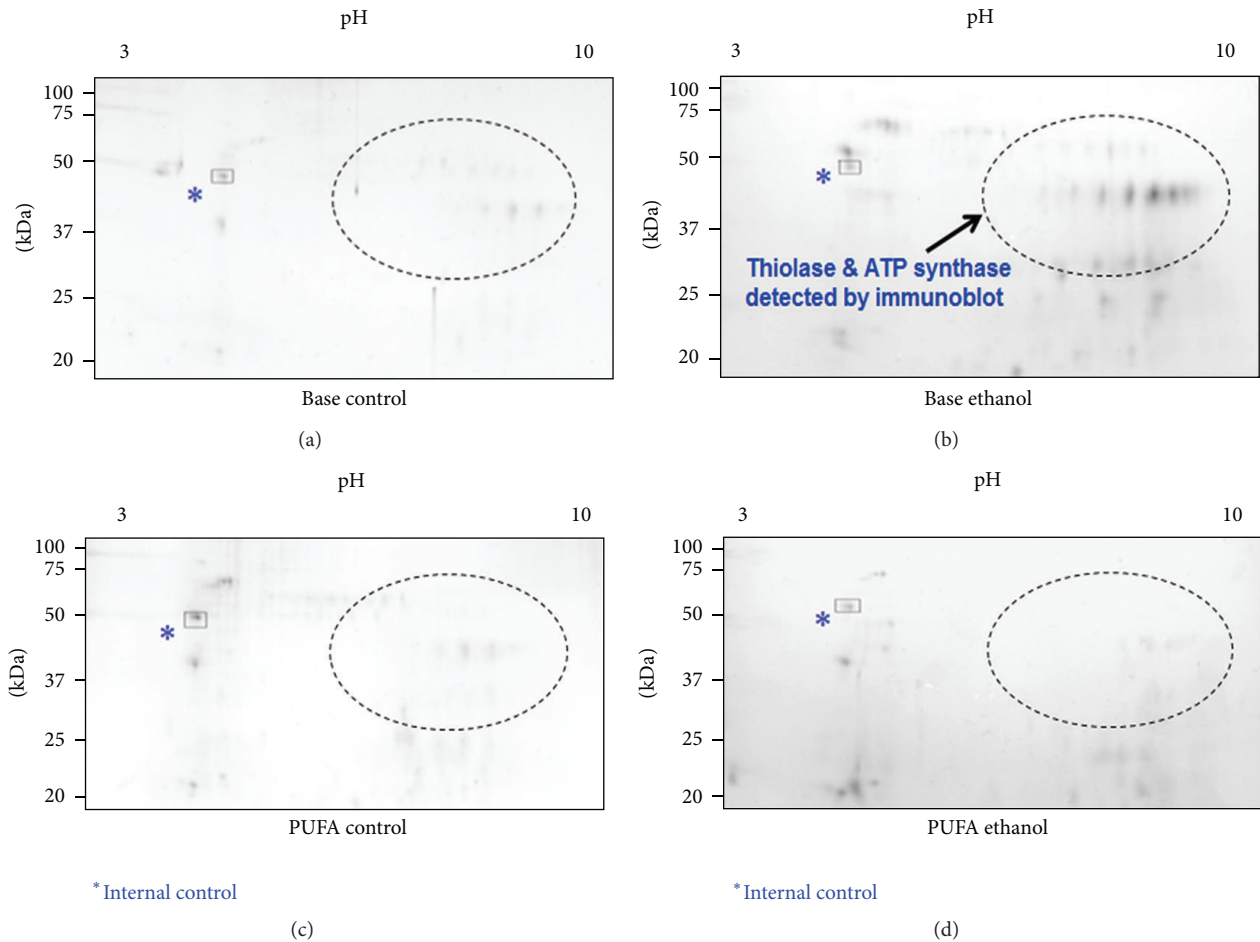 pH
3 10
100
75
50
37
25
20
(kDa)
*
Base control
(a)
pH
3 10
100
75
50
37
25
20
(kDa)
*
Thiolase & ATP synthase
detected by immunoblot
Base ethanol
(b)
pH
3 10
100
75
50
37
25
20
(kDa)
*
PUFA control
* Internal control
(c)
pH
3 10
100
75
50
37
25
20
(kDa)
*
PUFA ethanol
* Internal control
(d)